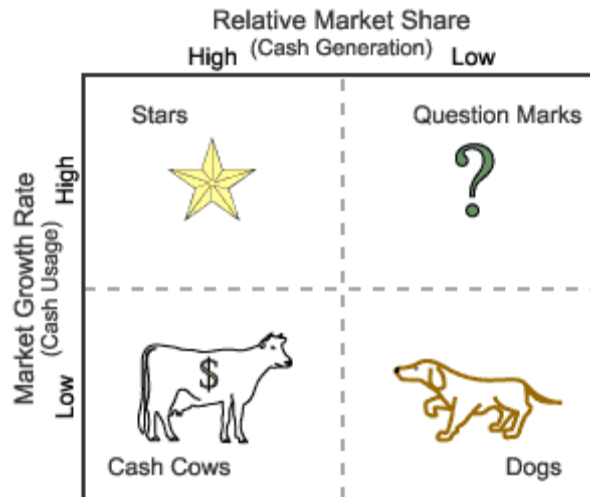 Relative Market Share
High (Cash Generation) Low
Stars
Question Marks
?
Market Growth Rate
(Cash Usage)
High
Low
$
Cash Cows
Dogs